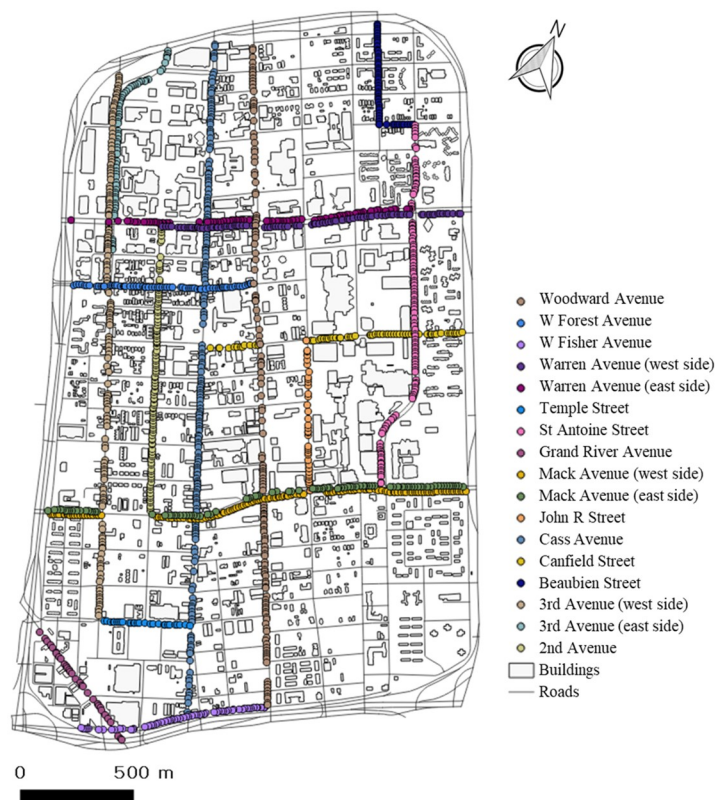 N
Woodward Avenue
W Forest Avenue
W Fisher Avenue
Warren Avenue (west side)
Warren Avenue (east side)
Temple Street
St Antoine Street
Grand River Avenue
Mack Avenue (west side)
Mack Avenue (east side)
John R Street
Cass Avenue
Canfield Street
Beaubien Street
3rd Avenue (west side)
3rd Avenue (east side)
2nd Avenue
Buildings
Roads
0 500 m